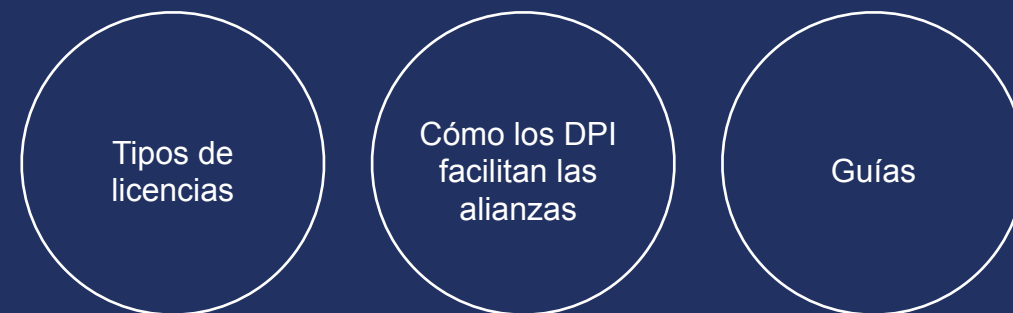 Tipos de
licencias
Cómo los DPI
facilitan las
alianzas
Guías